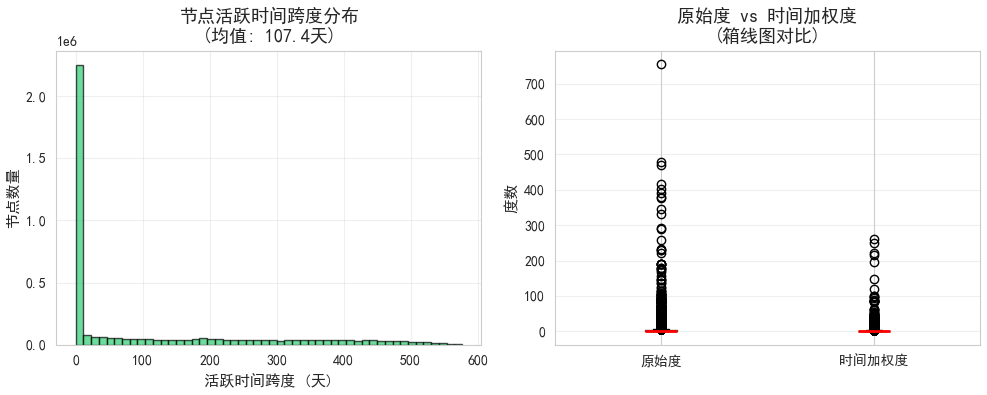 节点活跃时间跨度分布
(均值: 107.4天)
1e6
2.0
1.5
1.0
0.5
0.0
节点数量
0 100 200 300 400 500 600
活跃时间跨度 (天)
原始度 vs 时间加权度
(箱线图对比)
700
600
500
400
300
200
100
0
度数
原始度 时间加权度